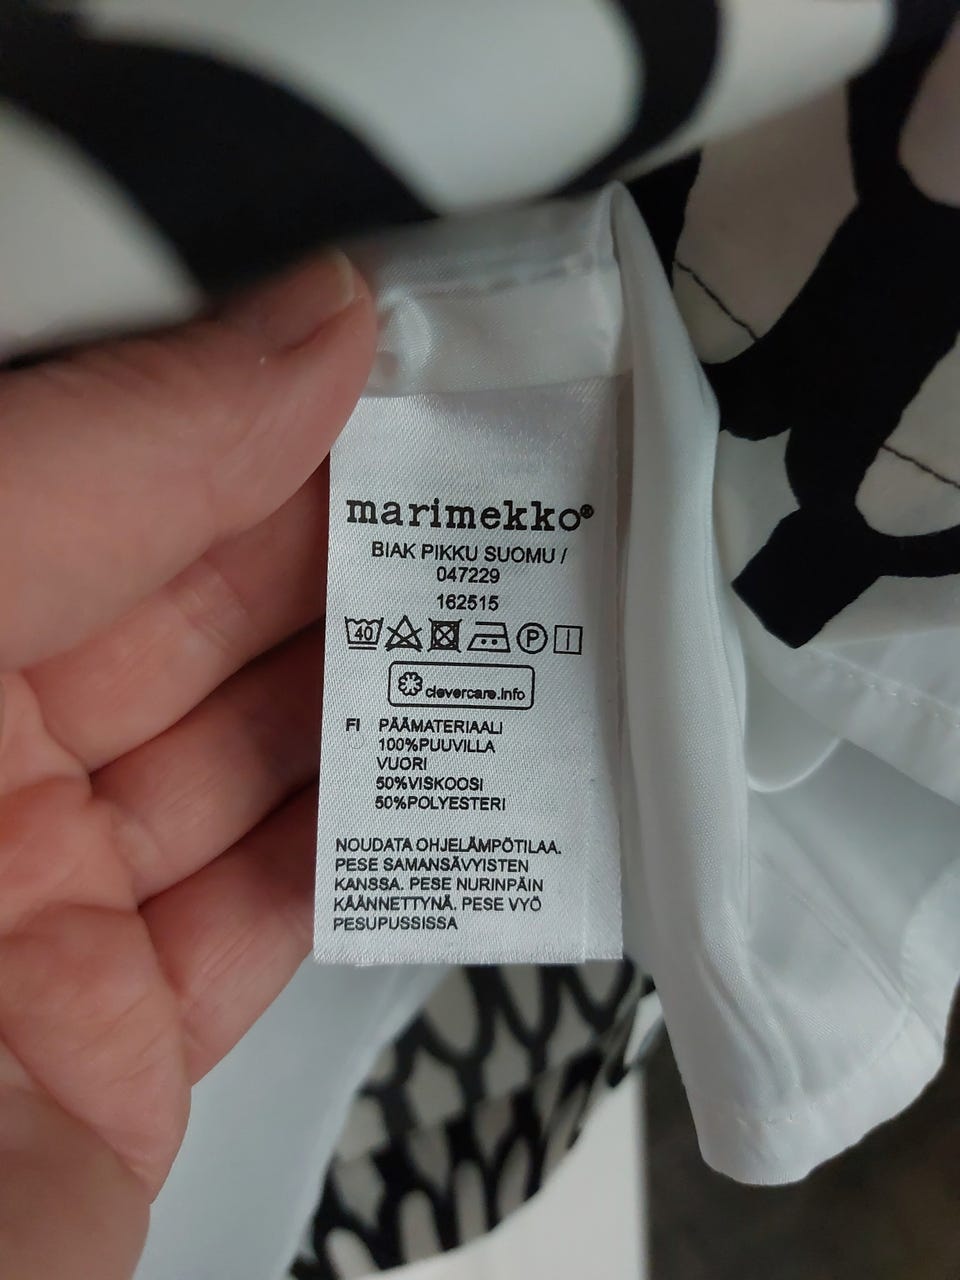 marimekko®
BIAK PIKKU SUOMU /
047229
162515
40 P
clevercare.info
FI PÄÄMATERIAALI
100%PUUVILLA
VUORI
50%VISKOOSI
50%POLYESTERI
NOUDATA OHJELÄMPÖTILAA.
PESE SAMANSÄVYISTEN
KANSSA. PESE NURINPÄIN
KÄÄNNETTYNÄ. PESE VYÖ
PESUPUSSISSA